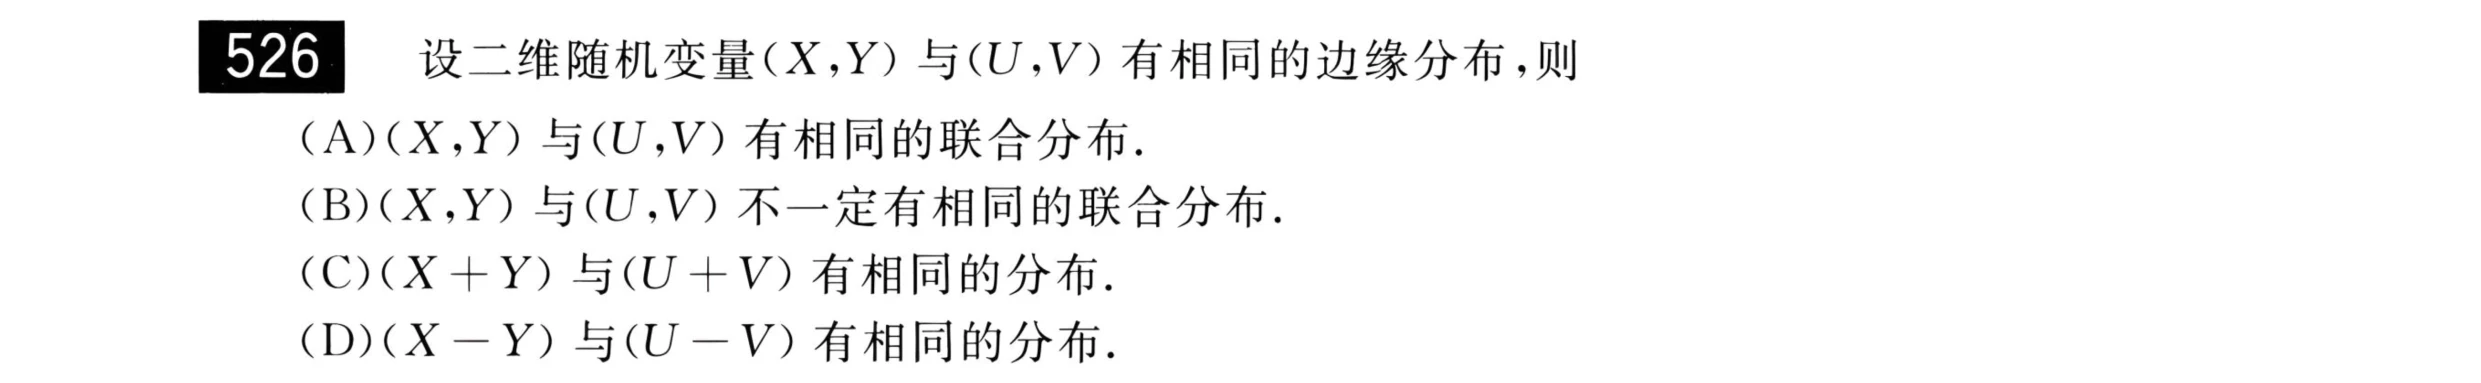 526 设二维随机变量(X,Y)与(U,V)有相同的边缘分布,则
(A)(X,Y)与(U,V)有相同的联合分布.
(B)(X,Y)与(U,V)不一定有相同的联合分布.
(C)(X+Y)与(U+V)有相同的分布.
(D)(X-Y)与(U-V)有相同的分布.